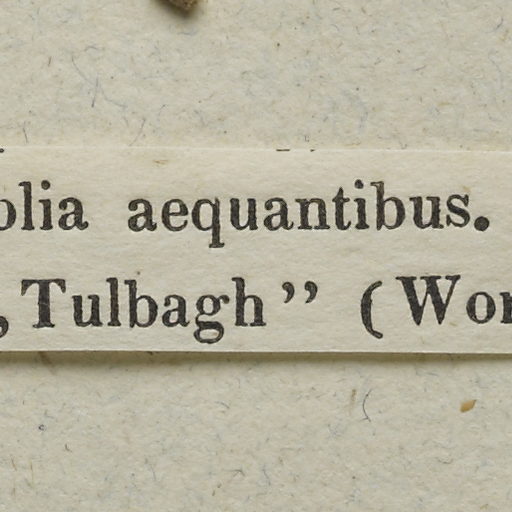 olia aequantibus.
, Tulbagh” (Wor